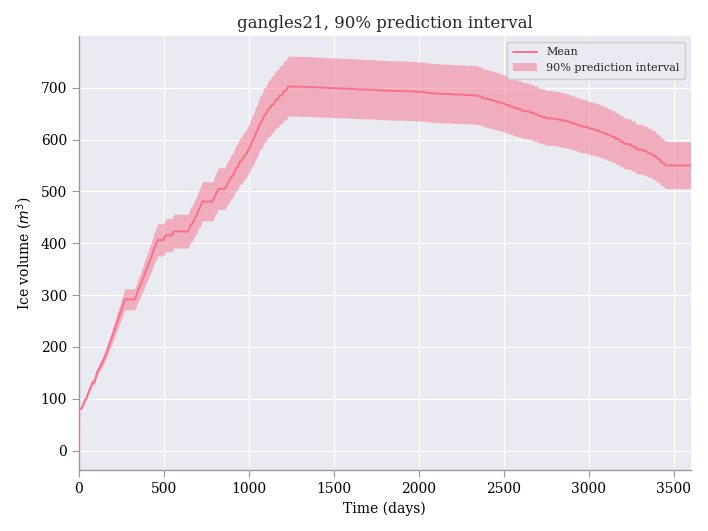 gangles21, 90% prediction interval
Mean
90% prediction interval
Ice volume (m³)
700
600
500
400
300
200
100
0
0 500 1000 1500 2000 2500 3000 3500
Time (days)